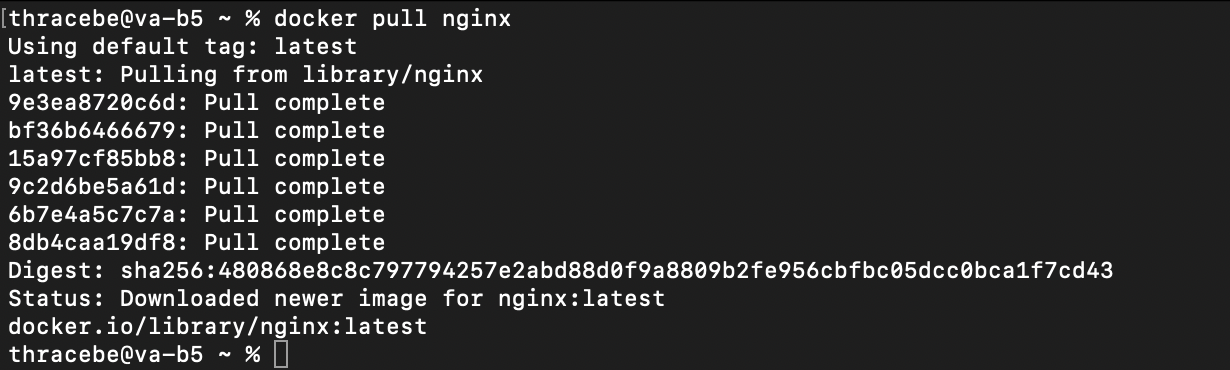 [thracebe@va-b5 ~ % docker pull nginx
Using default tag: latest
latest: Pulling from library/nginx
9e3ea8720c6d: Pull complete
bf36b6466679: Pull complete
15a97cf85bb8: Pull complete
9c2d6be5a61d: Pull complete
6b7e4a5c7c7a: Pull complete
8db4caa19df8: Pull complete
Digest: sha256:480868e8c8c797794257e2abd88d0f9a8809b2fe956cbfbc05dcc0bca1f7cd43
Status: Downloaded newer image for nginx:latest
docker.io/library/nginx:latest
thracebe@va-b5 ~ %